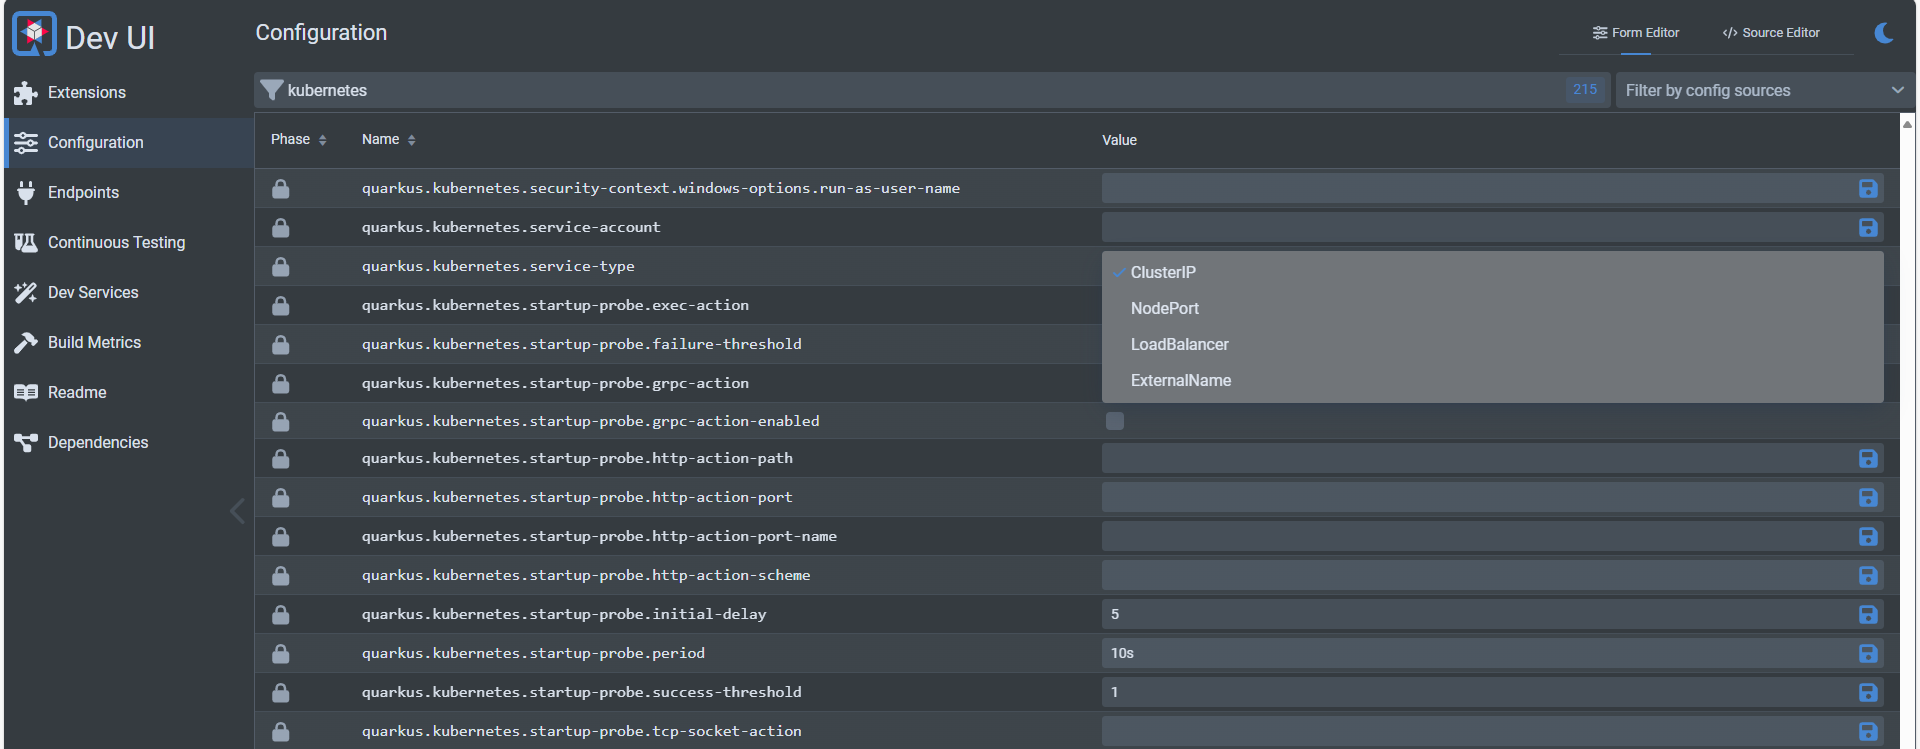 Dev UI
Configuration
Form Editor
</> Source Editor
Extensions
Configuration
Endpoints
Continuous Testing
Dev Services
Build Metrics
Readme
Dependencies
kubernetes
215
Filter by config sources
Phase Name Value
quarkus.kubernetes.security-context.windows-options.run-as-user-name
quarkus.kubernetes.service-account
quarkus.kubernetes.service-type
ClusterIP
NodePort
LoadBalancer
ExternalName
quarkus.kubernetes.startup-probe.exec-action
quarkus.kubernetes.startup-probe.failure-threshold
quarkus.kubernetes.startup-probe.grpc-action
quarkus.kubernetes.startup-probe.grpc-action-enabled
quarkus.kubernetes.startup-probe.http-action-path
quarkus.kubernetes.startup-probe.http-action-port
quarkus.kubernetes.startup-probe.http-action-port-name
quarkus.kubernetes.startup-probe.http-action-scheme
quarkus.kubernetes.startup-probe.initial-delay 5
quarkus.kubernetes.startup-probe.period 10s
quarkus.kubernetes.startup-probe.success-threshold 1
quarkus.kubernetes.startup-probe.tcp-socket-action